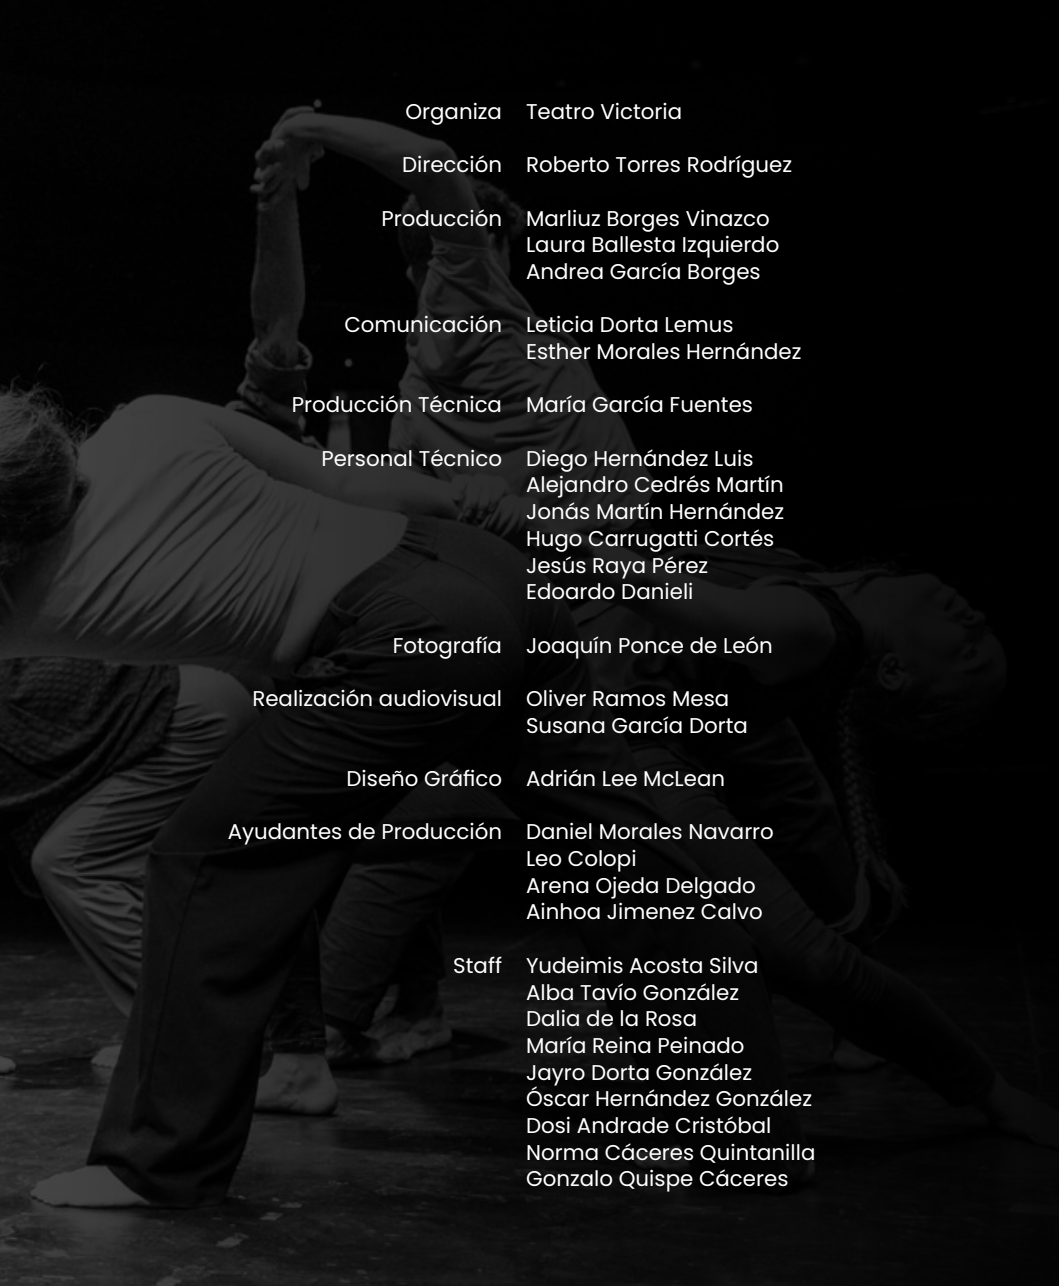 Organiza Teatro Victoria
Dirección Roberto Torres Rodríguez
Producción Marliuz Borges Vinazco
Laura Ballesta Izquierdo
Andrea García Borges
Comunicación Leticia Dorta Lemus
Esther Morales Hernández
Producción Técnica María García Fuentes
Personal Técnico Diego Hernández Luis
Alejandro Cedrés Martín
Jonás Martín Hernández
Hugo Carrugatti Cortés
Jesús Raya Pérez
Edoardo Danieli
Fotografía Joaquín Ponce de León
Realización audiovisual Oliver Ramos Mesa
Susana García Dorta
Diseño Gráfico Adrián Lee McLean
Ayudantes de Producción Daniel Morales Navarro
Leo Colopi
Arena Ojeda Delgado
Ainhoa Jimenez Calvo
Staff Yudeimis Acosta Silva
Alba Tavío González
Dalia de la Rosa
María Reina Peinado
Jayro Dorta González
Óscar Hernández González
Dosi Andrade Cristóbal
Norma Cáceres Quintanilla
Gonzalo Quispe Cáceres